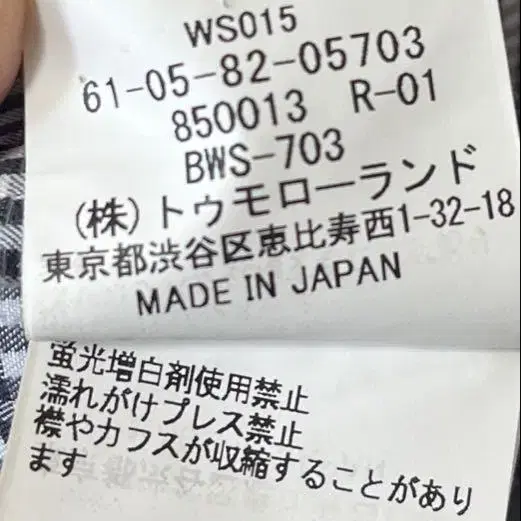 WS015
61-05-82-05703
850013 R-01
BWS-703
(株)トゥモローランド
東京都渋谷区恵比寿西1-32-18
MADE IN JAPAN
蛍光増白剤使用禁止
濡れがけプレス禁止
襟やカフスが収縮することがあり
ます